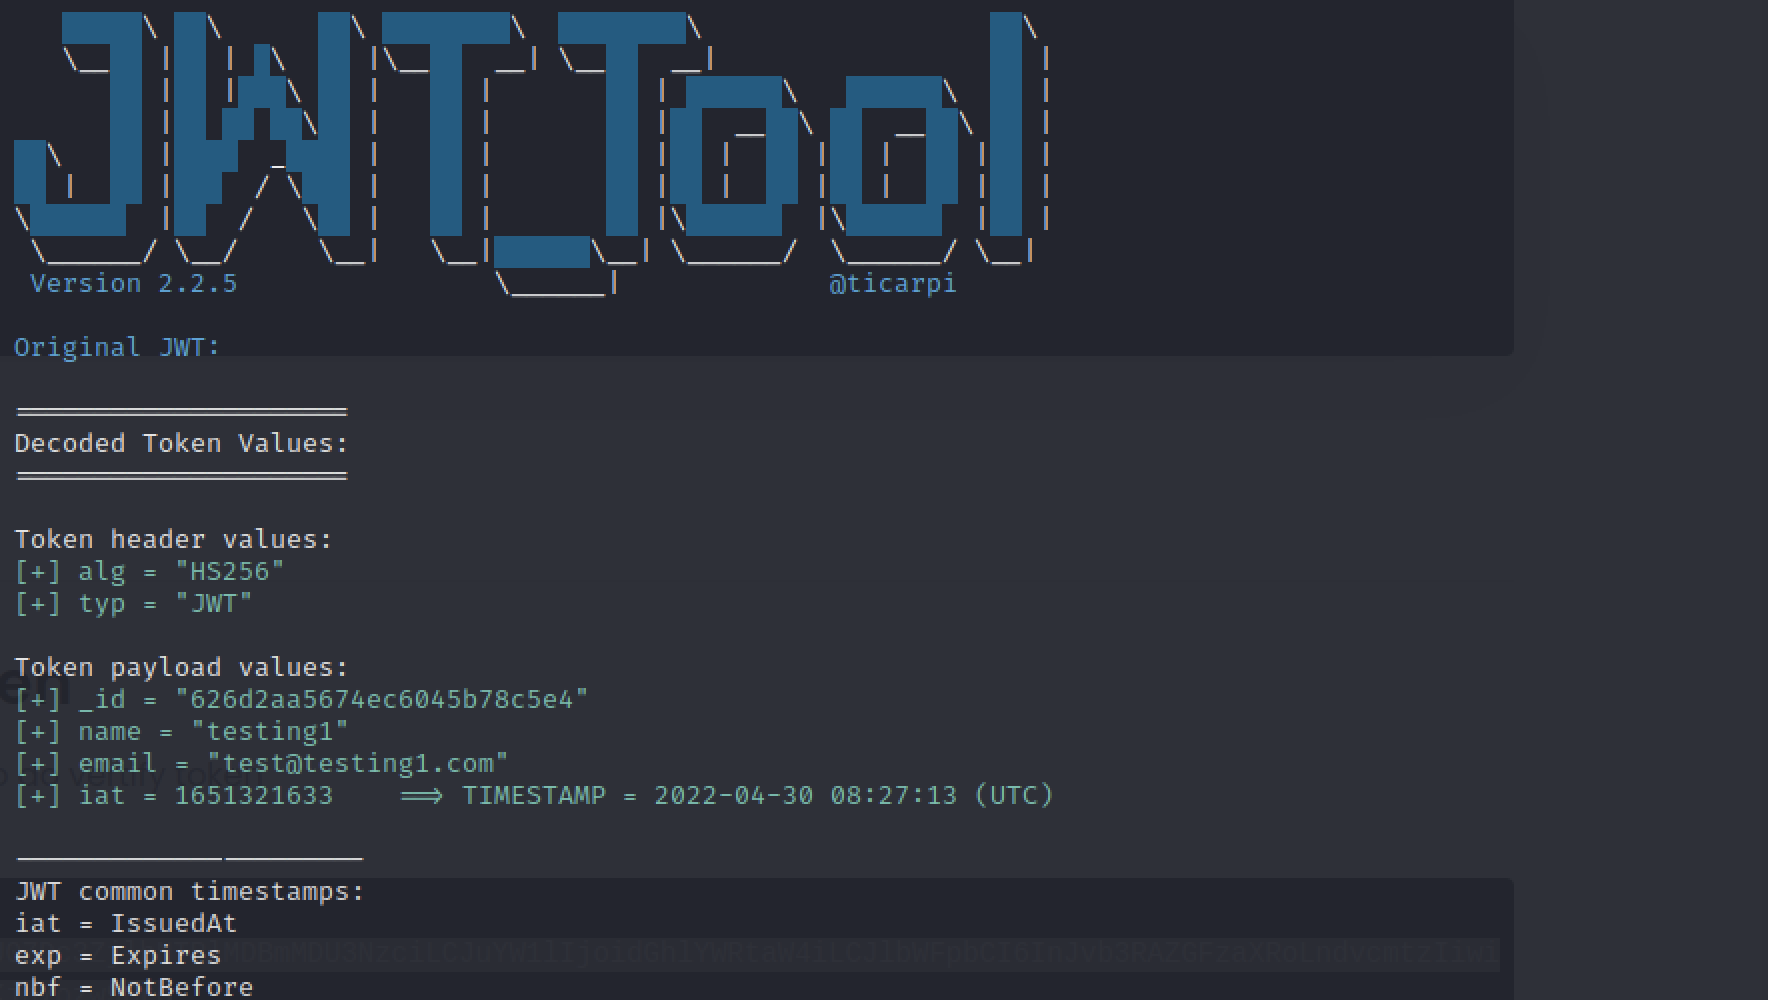 JWT_Tool
Version 2.2.5 @ticarpi
Original JWT:
=====================
Decoded Token Values:
=====================
Token header values:
[+] alg = "HS256"
[+] typ = "JWT"
Token payload values:
[+] _id = "626d2aa5674ec6045b78c5e4"
[+] name = "testing1"
[+] email = "test@testing1.com"
[+] iat = 1651321633 ==> TIMESTAMP = 2022-04-30 08:27:13 (UTC)
----------------------
JWT common timestamps:
iat = IssuedAt
exp = Expires
nbf = NotBefore